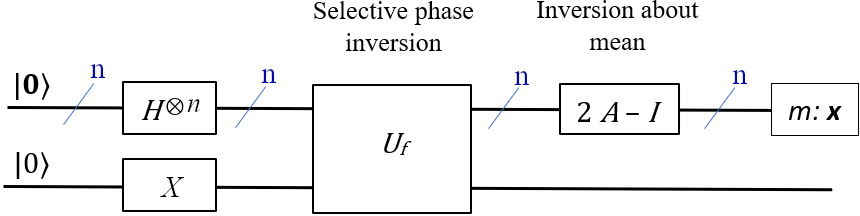 Selective phase
inversion
Inversion about
mean
|0⟩ n H⊗n n n 2 A – I n m: x
U_f
|0⟩ X